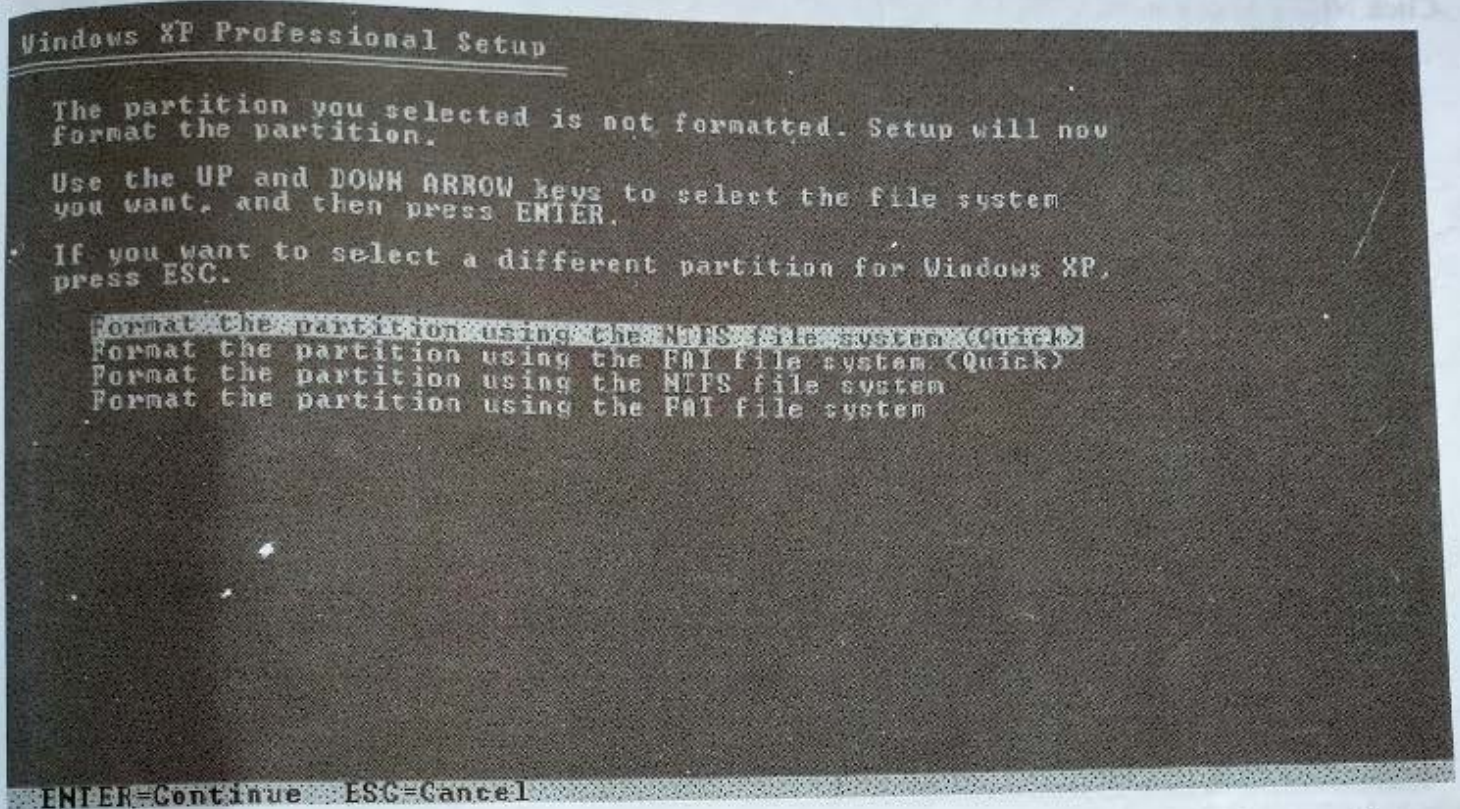 Windows XP Professional Setup
The partition you selected is not formatted. Setup will now
format the partition.
Use the UP and DOWN ARROW keys to select the file system
you want, and then press ENTER.
If you want to select a different partition for Windows XP,
press ESC.
Format the partition using the NTFS file system (Quick)
Format the partition using the FAT file system (Quick)
Format the partition using the NTFS file system
Format the partition using the FAT file system
ENTER=Continue ESC=Cancel